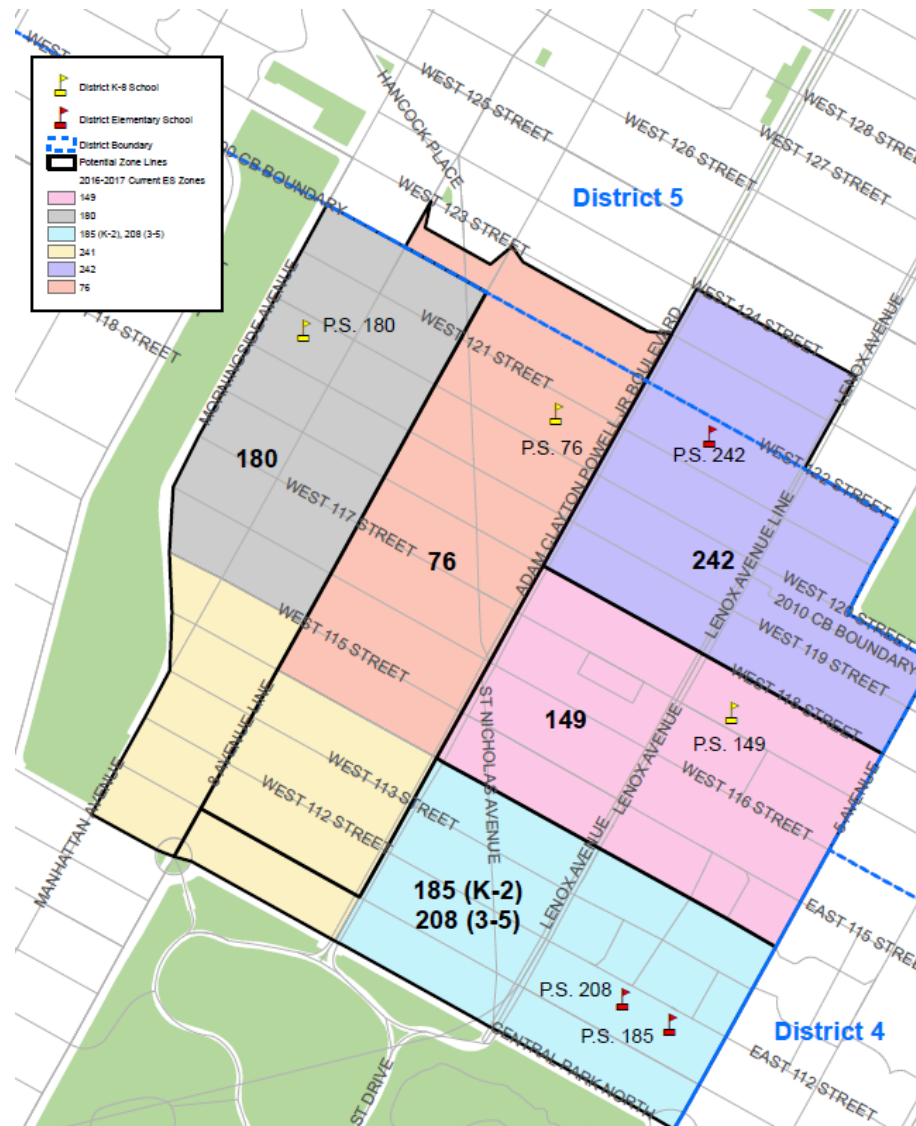 WEST
District K-8 School
District Elementary School
District Boundary
Potential Zone Lines
2016-2017 Current ES Zones
149
180
185 (K-2), 208 (3-5)
241
242
76
CB BOUNDARY
118 STREET
HANCOCK PLACE
WEST 125 STREET
WEST 126 STREET
WEST 127 STREET
WEST 128 STREET
WEST 123 STREET
District 5
MORNINGSIDE AVENUE
P.S. 180
WEST 121 STREET
ADAM CLAYTON POWELL JR BOULEVARD
WEST 124 STREET
LENOX AVENUE
P.S. 76
P.S. 242
WEST 122 STREET
180
WEST 117 STREET
76
242
LENOX AVENUE LINE
WEST 120 STREET
2010 CB BOUNDARY
WEST 119 STREET
WEST 115 STREET
WEST 118 STREET
ST NICHOLAS AVENUE
149
P.S. 149
LENOX AVENUE
WEST 116 STREET
5 AVENUE
8 AVENUE LINE
WEST 113 STREET
WEST 112 STREET
MANHATTAN AVENUE
185 (K-2)
208 (3-5)
LENOX AVENUE
EAST 115 STREET
P.S. 208
P.S. 185
District 4
CENTRAL PARK NORTH
EAST 112 STREET
ST DRIVE